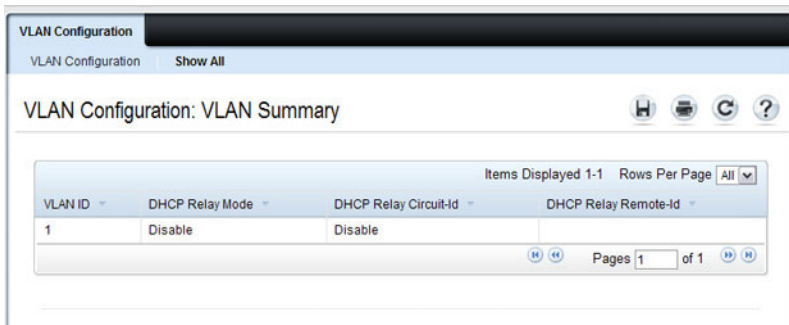 VLAN Configuration
VLAN Configuration Show All
VLAN Configuration: VLAN Summary
Items Displayed 1-1 Rows Per Page All
VLAN ID DHCP Relay Mode DHCP Relay Circuit-Id DHCP Relay Remote-Id
1 Disable Disable
Pages 1 of 1